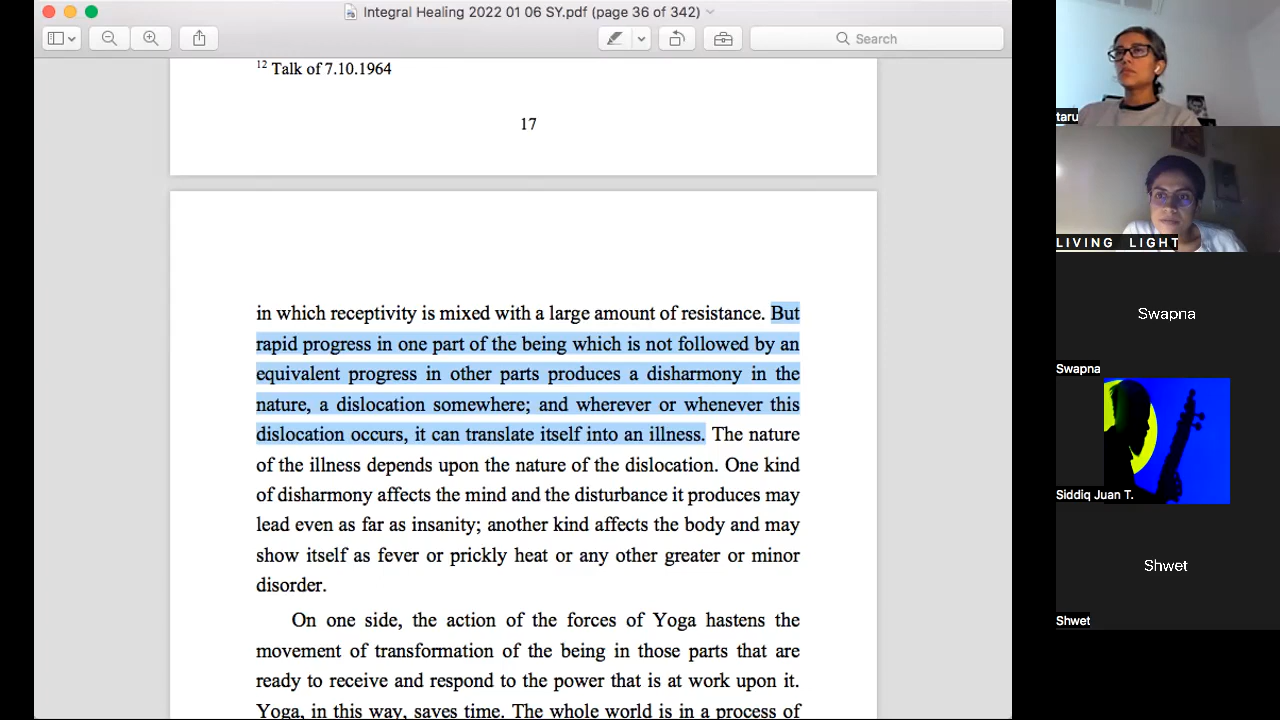 Integral Healing 2022 01 06 SY.pdf (page 36 of 342)
Search
12 Talk of 7.10.1964
17
in which receptivity is mixed with a large amount of resistance. But
rapid progress in one part of the being which is not followed by an
equivalent progress in other parts produces a disharmony in the
nature, a dislocation somewhere; and wherever or whenever this
dislocation occurs, it can translate itself into an illness. The nature
of the illness depends upon the nature of the dislocation. One kind
of disharmony affects the mind and the disturbance it produces may
lead even as far as insanity; another kind affects the body and may
show itself as fever or prickly heat or any other greater or minor
disorder.
On one side, the action of the forces of Yoga hastens the
movement of transformation of the being in those parts that are
ready to receive and respond to the power that is at work upon it.
Yoga, in this way, saves time. The whole world is in a process of
taru
LIVING LIGHT
Swapna
Swapna
Siddiq Juan T.
Shwet
Shwet